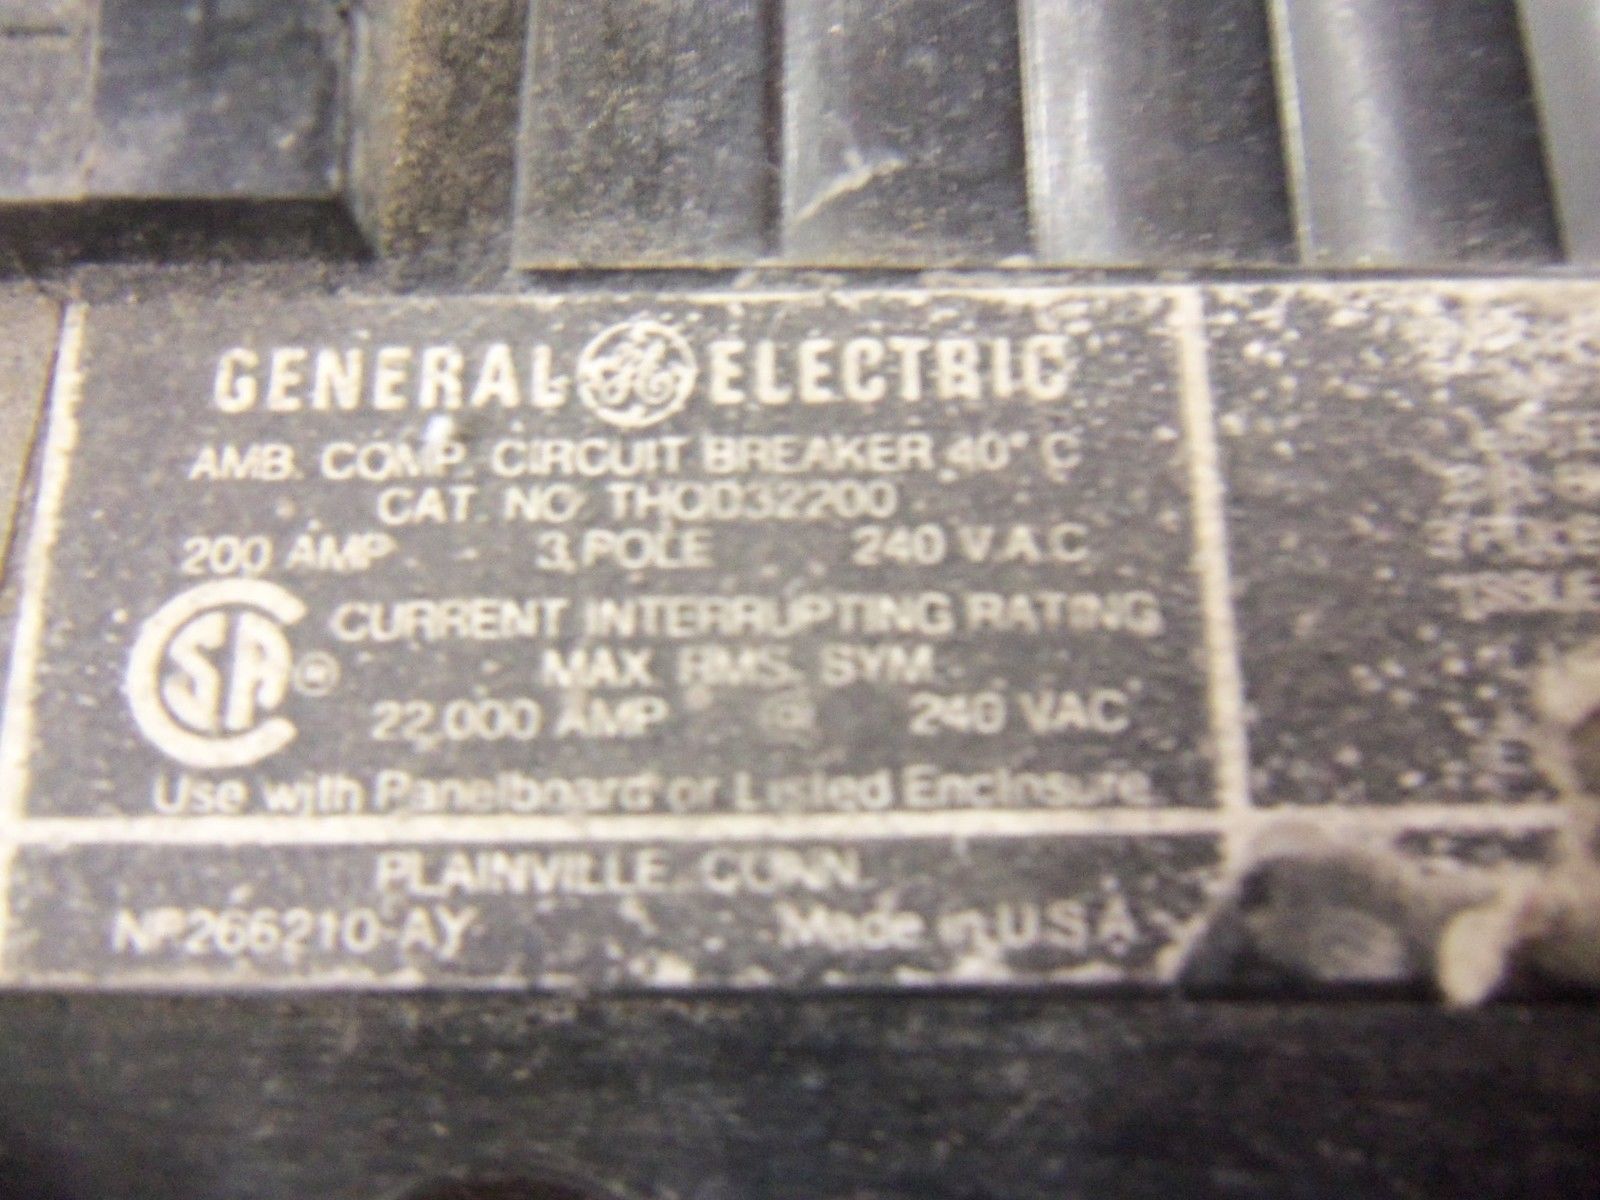 GENERAL GE ELECTRIC
AMB. COMP. CIRCUIT BREAKER 40° C
CAT. NO THQD32200
200 AMP 3 POLE 240 V.A.C
CURRENT INTERRUPTING RATING
MAX RMS. SYM.
22,000 AMP @ 240 VAC
Use with Panelboard or Listed Enclosure
SA ®
PLAINVILLE, CONN.
NP266210-AY Made in U.S.A.